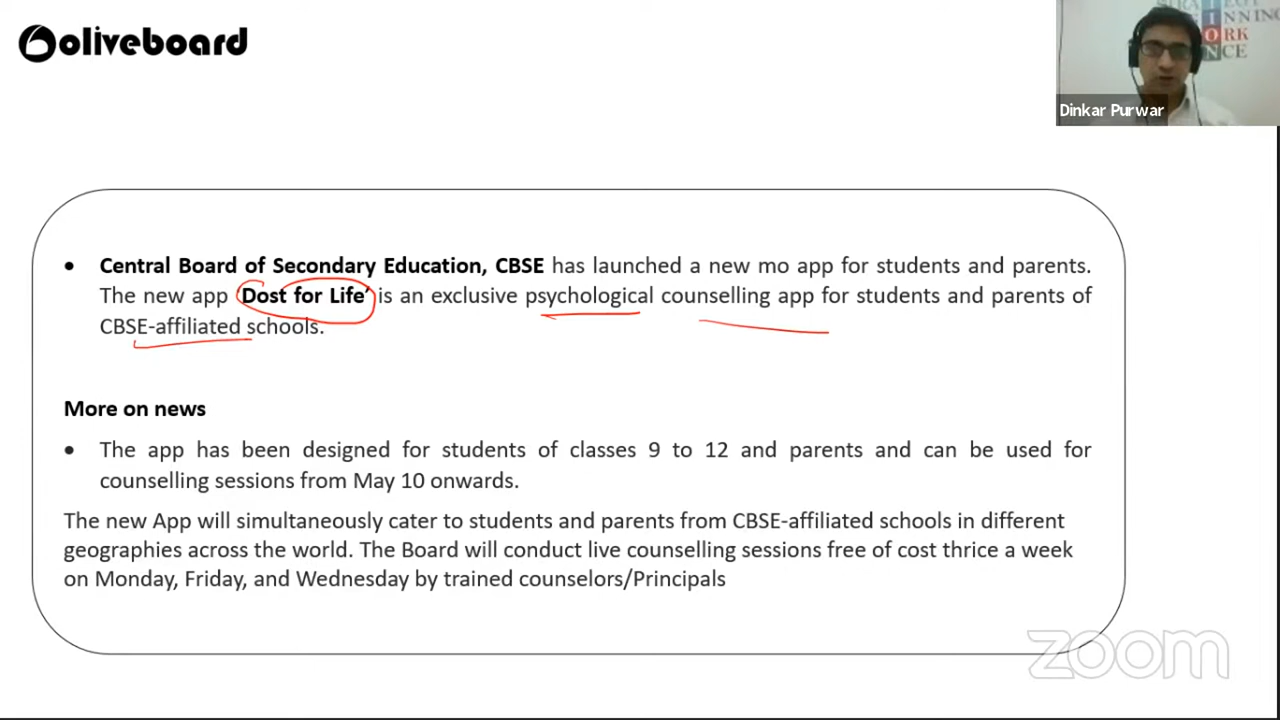 oliveboard
STRATEGY
INNING
ORK
NCE
Dinkar Purwar
• Central Board of Secondary Education, CBSE has launched a new mo app for students and parents.
The new app Dost for Life’ is an exclusive psychological counselling app for students and parents of
CBSE-affiliated schools.
More on news
• The app has been designed for students of classes 9 to 12 and parents and can be used for
counselling sessions from May 10 onwards.
The new App will simultaneously cater to students and parents from CBSE-affiliated schools in different
geographies across the world. The Board will conduct live counselling sessions free of cost thrice a week
on Monday, Friday, and Wednesday by trained counselors/Principals
zoom